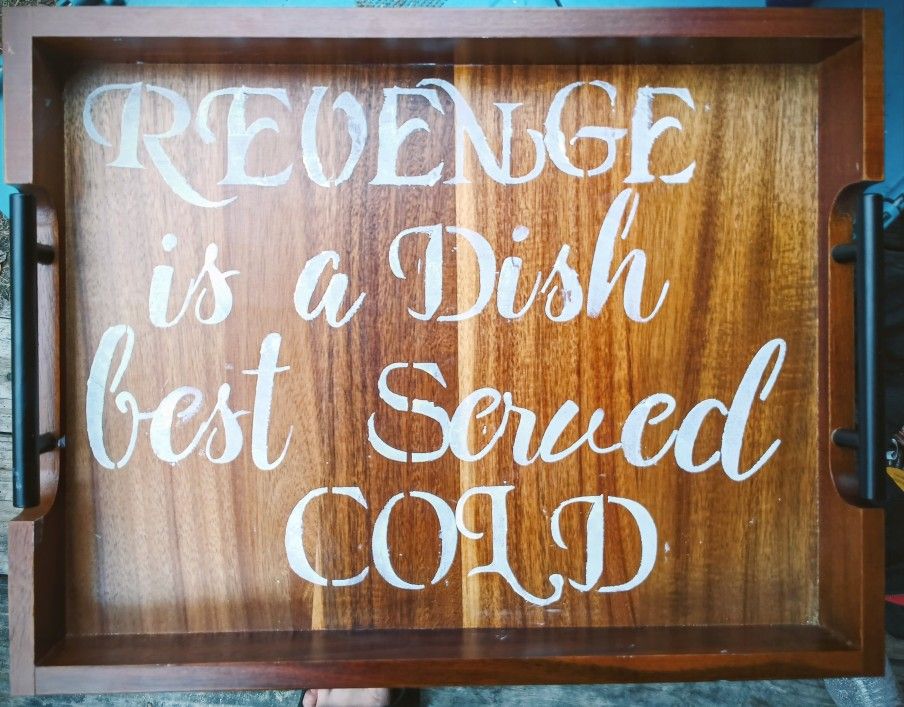 REVENGE
is a Dish
best Served
COLD